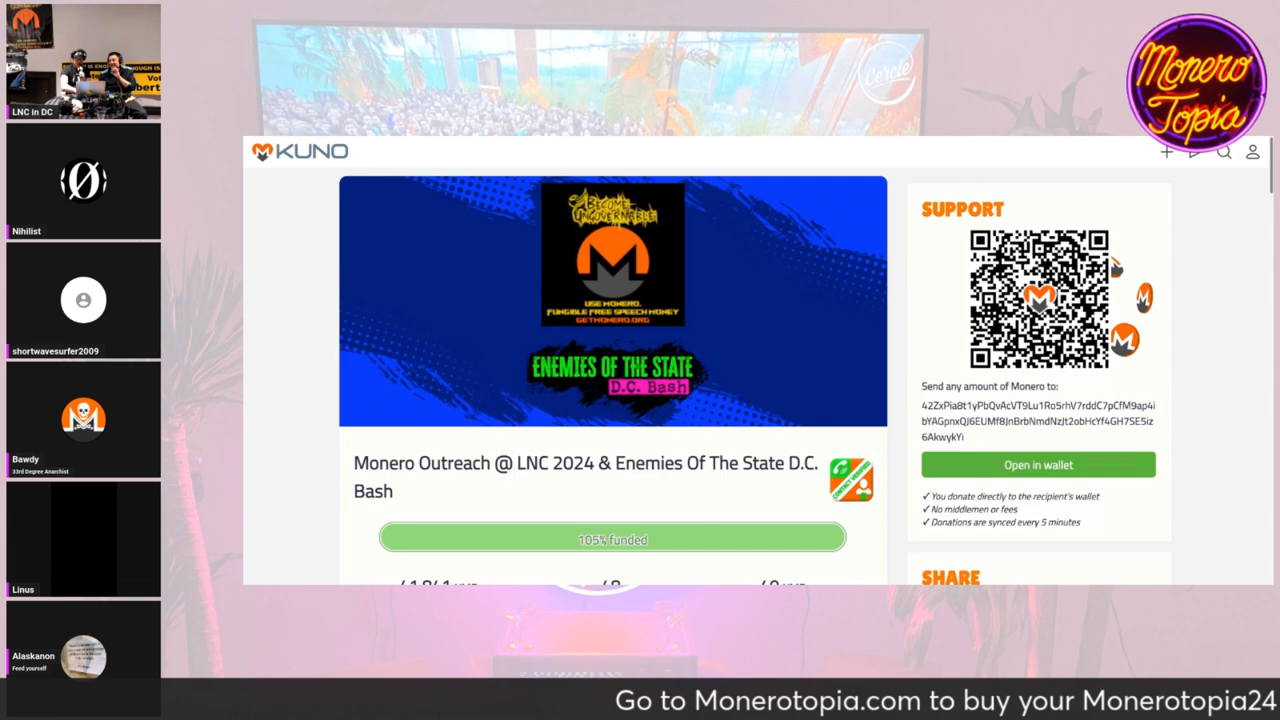 LNC in DC
Nihilist
shortwavesurfer2009
Bawdy
33rd Degree Anarchist
Linus
Alaskanon
Feed yourself
Cercle
Monero
Topia
KUNO
BECOME
UNGOVERNABLE
USE MONERO.
FUNGIBLE FREE SPEECH MONEY
GETMONERO.ORG
ENEMIES OF THE STATE
D.C. Bash
Monero Outreach @ LNC 2024 & Enemies Of The State D.C.
Bash
CONTACT VERIFIED
105% funded
SUPPORT
Send any amount of Monero to:
42ZxPia8t1yPbQvAcVT9Lu1Ro5rhV7rddC7pCfM9ap4i
bYAGpnxQJ6EUMf8JnBrbNmdNzJt2obHcYf4GH7SE5iz
6AkwykYi
Open in wallet
✓ You donate directly to the recipient's wallet
✓ No middlemen or fees
✓ Donations are synced every 5 minutes
SHARE
Go to Monerotopia.com to buy your Monerotopia24